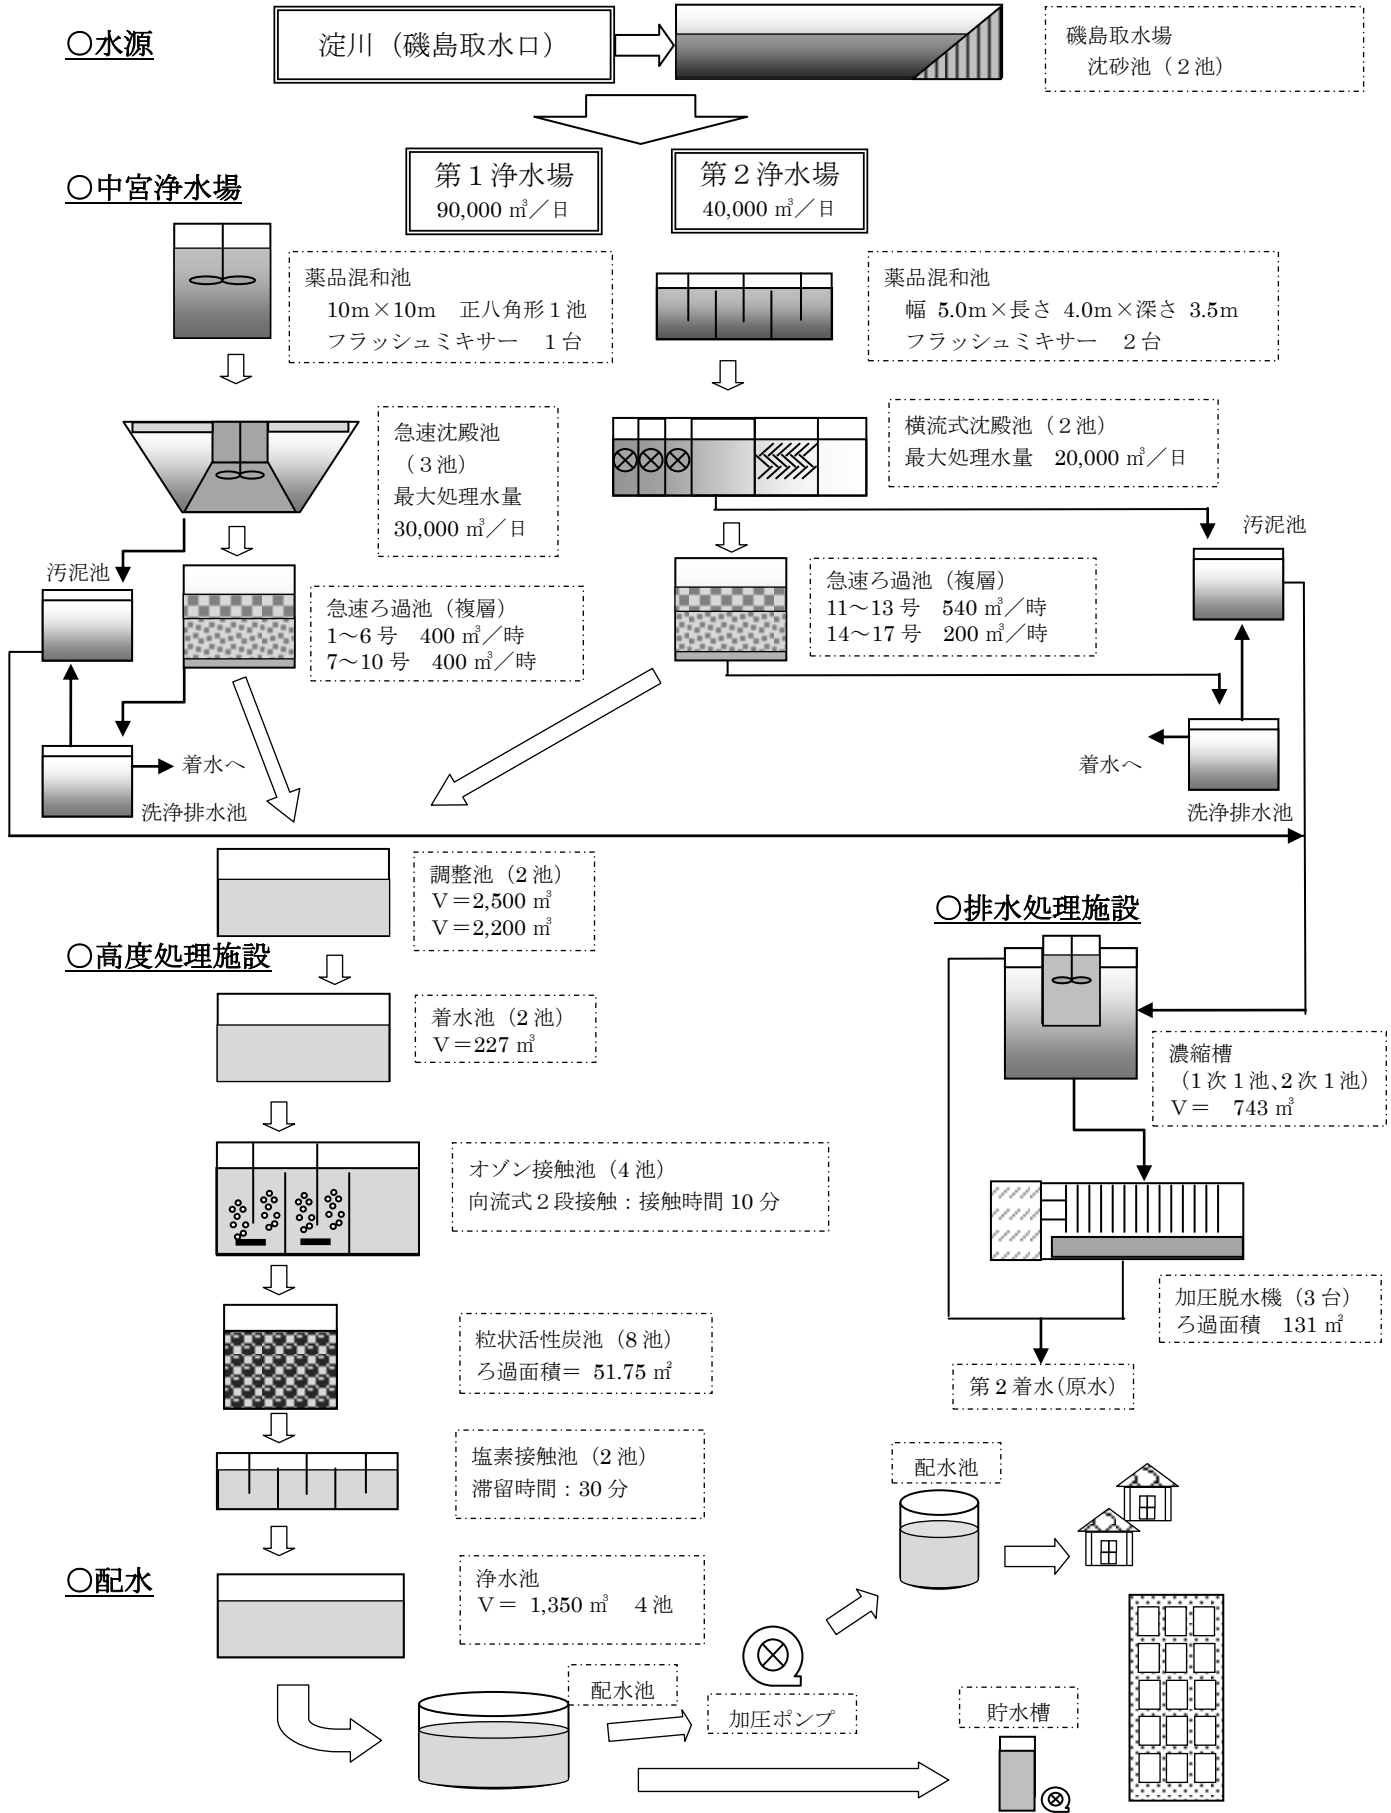 ○水源
淀川（磯島取水口）
磯島取水場
沈砂池（２池）
○中宮浄水場
第１浄水場
90,000 ㎥／日
第２浄水場
40,000 ㎥／日
薬品混和池
10m×10m　正八角形１池
フラッシュミキサー　１台
薬品混和池
幅 5.0m×長さ 4.0m×深さ 3.5m
フラッシュミキサー　２台
急速沈殿池
（３池）
最大処理水量
30,000 ㎥／日
横流式沈殿池（２池）
最大処理水量　20,000 ㎥／日
汚泥池
汚泥池
急速ろ過池（複層）
1～6 号　400 ㎥／時
7～10 号　400 ㎥／時
急速ろ過池（複層）
11～13 号　540 ㎥／時
14～17 号　200 ㎥／時
着水へ
洗浄排水池
着水へ
洗浄排水池
調整池（2 池）
Ｖ＝2,500 ㎥
Ｖ＝2,200 ㎥
○高度処理施設
着水池（2 池）
Ｖ＝227 ㎥
オゾン接触池（4 池）
向流式２段接触：接触時間 10 分
粒状活性炭池（8 池）
ろ過面積＝ 51.75 ㎡
塩素接触池（2 池）
滞留時間：30 分
○排水処理施設
濃縮槽
（1 次 1 池、2 次 1 池）
Ｖ＝　743 ㎥
加圧脱水機（3 台）
ろ過面積　131 ㎡
第２着水（原水）
○配水
浄水池
Ｖ＝ 1,350 ㎥　４池
配水池
加圧ポンプ
配水池
貯水槽